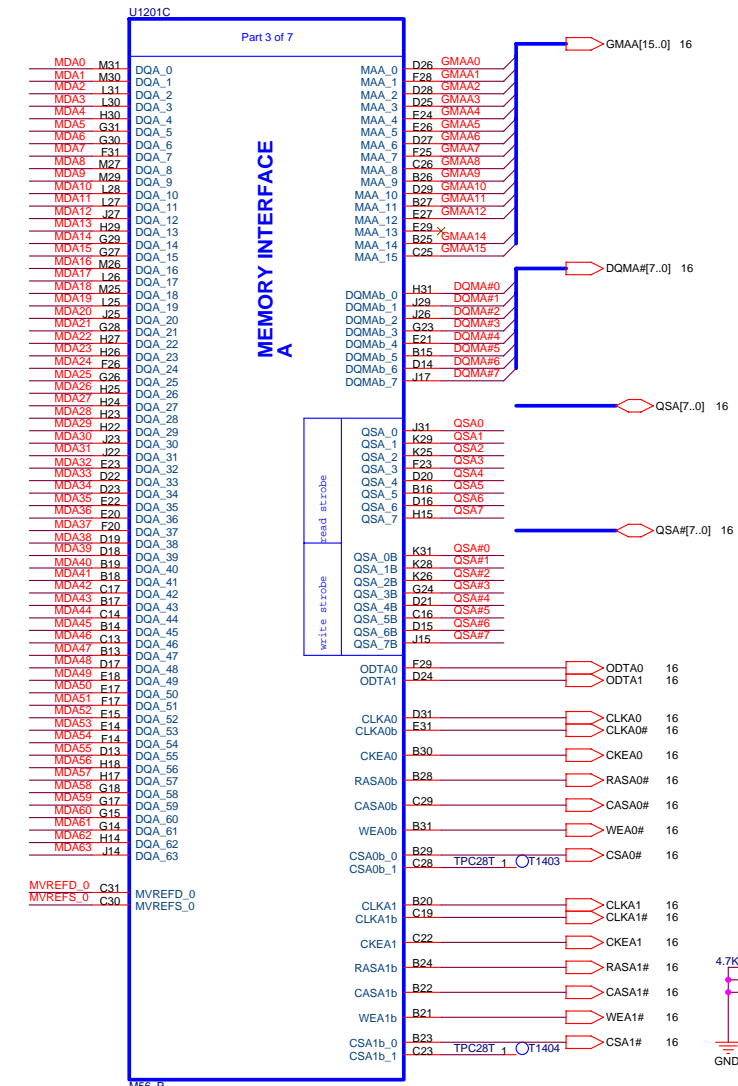 U1201C
Part 3 of 7
MEMORY INTERFACE
A
MDA0 M31 DQA_0
MDA1 M30 DQA_1
MDA2 L31 DQA_2
MDA3 L30 DQA_3
MDA4 H30 DQA_4
MDA5 G31 DQA_5
MDA6 G30 DQA_6
MDA7 F31 DQA_7
MDA8 M27 DQA_8
MDA9 M29 DQA_9
MDA10 L28 DQA_10
MDA11 L27 DQA_11
MDA12 J27 DQA_12
MDA13 H29 DQA_13
MDA14 G29 DQA_14
MDA15 G27 DQA_15
MDA16 M26 DQA_16
MDA17 L26 DQA_17
MDA18 M25 DQA_18
MDA19 L25 DQA_19
MDA20 J25 DQA_20
MDA21 G28 DQA_21
MDA22 H27 DQA_22
MDA23 H26 DQA_23
MDA24 F26 DQA_24
MDA25 G26 DQA_25
MDA26 H25 DQA_26
MDA27 H24 DQA_27
MDA28 H23 DQA_28
MDA29 H22 DQA_29
MDA30 J23 DQA_30
MDA31 J22 DQA_31
MDA32 E23 DQA_32
MDA33 D22 DQA_33
MDA34 D23 DQA_34
MDA35 E22 DQA_35
MDA36 E20 DQA_36
MDA37 F20 DQA_37
MDA38 D19 DQA_38
MDA39 D18 DQA_39
MDA40 B19 DQA_40
MDA41 B18 DQA_41
MDA42 C17 DQA_42
MDA43 B17 DQA_43
MDA44 C14 DQA_44
MDA45 B14 DQA_45
MDA46 C13 DQA_46
MDA47 B13 DQA_47
MDA48 D17 DQA_48
MDA49 E18 DQA_49
MDA50 E17 DQA_50
MDA51 F17 DQA_51
MDA52 E15 DQA_52
MDA53 E14 DQA_53
MDA54 F14 DQA_54
MDA55 D13 DQA_55
MDA56 H18 DQA_56
MDA57 H17 DQA_57
MDA58 G18 DQA_58
MDA59 G17 DQA_59
MDA60 G15 DQA_60
MDA61 G14 DQA_61
MDA62 H14 DQA_62
MDA63 J14 DQA_63
MVREFD_0 C31 MVREFD_0
MVREFS_0 C30 MVREFS_0
MAA_0 D26 GMAA0
MAA_1 F28 GMAA1
MAA_2 D28 GMAA2
MAA_3 D25 GMAA3
MAA_4 E24 GMAA4
MAA_5 E26 GMAA5
MAA_6 D27 GMAA6
MAA_7 F25 GMAA7
MAA_8 C26 GMAA8
MAA_9 B26 GMAA9
MAA_10 D29 GMAA10
MAA_11 B27 GMAA11
MAA_12 E27 GMAA12
MAA_13 E29
MAA_14 B25 GMAA14
MAA_15 C25 GMAA15
GMAA[15..0] 16
DQMAb_0 H31 DQMA#0
DQMAb_1 J29 DQMA#1
DQMAb_2 J26 DQMA#2
DQMAb_3 G23 DQMA#3
DQMAb_4 E21 DQMA#4
DQMAb_5 B15 DQMA#5
DQMAb_6 D14 DQMA#6
DQMAb_7 J17 DQMA#7
DQMA#[7..0] 16
QSA[7..0] 16
read strobe
QSA_0 J31 QSA0
QSA_1 K29 QSA1
QSA_2 K25 QSA2
QSA_3 F23 QSA3
QSA_4 D20 QSA4
QSA_5 B16 QSA5
QSA_6 D16 QSA6
QSA_7 H15 QSA7
QSA#[7..0] 16
write strobe
QSA_0B K31 QSA#0
QSA_1B K28 QSA#1
QSA_2B K26 QSA#2
QSA_3B G24 QSA#3
QSA_4B D21 QSA#4
QSA_5B C16 QSA#5
QSA_6B D15 QSA#6
QSA_7B J15 QSA#7
ODTA0 F29 ODTA0 16
ODTA1 D24 ODTA1 16
CLKA0 D31 CLKA0 16
CLKA0b E31 CLKA0# 16
CKEA0 B30 CKEA0 16
RASA0b B28 RASA0# 16
CASA0b C29 CASA0# 16
WEA0b B31 WEA0# 16
CSA0b_0 B29 CSA0# 16
CSA0b_1 C28 TPC28T 1 T1403
CLKA1 B20 CLKA1 16
CLKA1b C19 CLKA1# 16
CKEA1 C22 CKEA1 16
RASA1b B24 RASA1# 16
CASA1b B22 CASA1# 16
WEA1b B21 WEA1# 16
CSA1b_0 B23 CSA1# 16
CSA1b_1 C23 TPC28T 1 T1404
4.7K
GND
M56_P